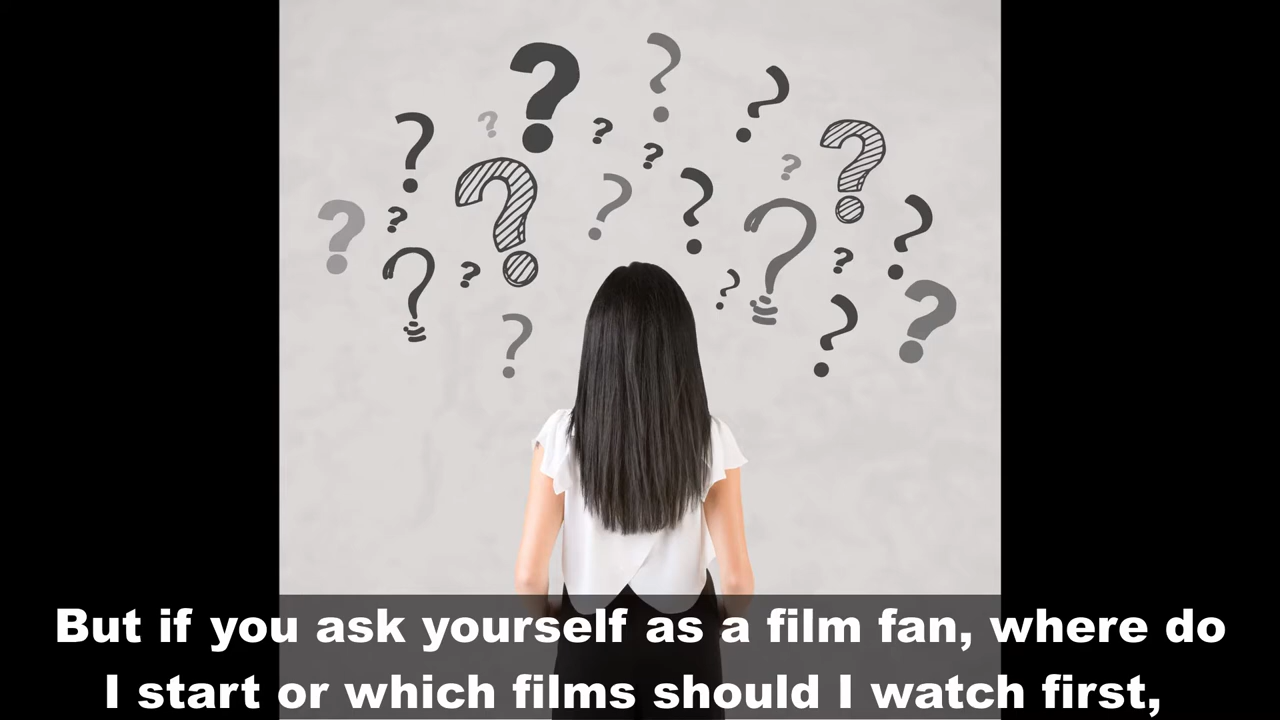 But if you ask yourself as a film fan, where do
I start or which films should I watch first,